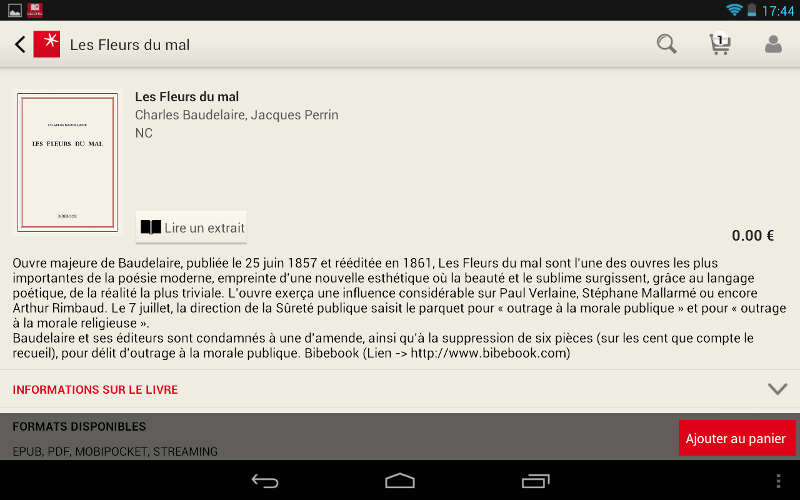 17:44
Les Fleurs du mal
1
Les Fleurs du mal
Charles Baudelaire, Jacques Perrin
NC
LES FLEURS DU MAL
BIBEBOOK
Lire un extrait
0.00 €
Ouvre majeure de Baudelaire, publiée le 25 juin 1857 et rééditée en 1861, Les Fleurs du mal sont l'une des ouvres les plus
importantes de la poésie moderne, empreinte d'une nouvelle esthétique où la beauté et le sublime surgissent, grâce au langage
poétique, de la réalité la plus triviale. L'ouvre exerça une influence considérable sur Paul Verlaine, Stéphane Mallarmé ou encore
Arthur Rimbaud. Le 7 juillet, la direction de la Sûreté publique saisit le parquet pour « outrage à la morale publique » et pour « outrage
à la morale religieuse ».
Baudelaire et ses éditeurs sont condamnés à une d'amende, ainsi qu'à la suppression de six pièces (sur les cent que compte le
recueil), pour délit d'outrage à la morale publique. Bibebook (Lien -> http://www.bibebook.com)
INFORMATIONS SUR LE LIVRE
FORMATS DISPONIBLES
EPUB, PDF, MOBIPOCKET, STREAMING
Ajouter au panier